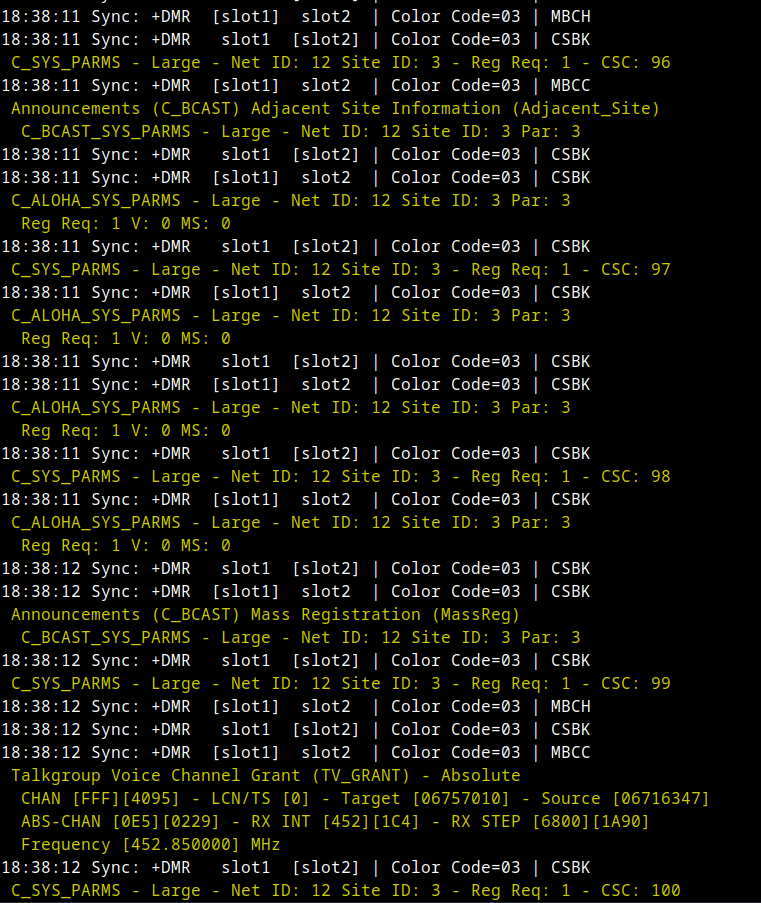 18:38:11 Sync: +DMR  [slot1]  slot2  | Color Code=03 | MBCH
18:38:11 Sync: +DMR   slot1  [slot2] | Color Code=03 | CSBK
C_SYS_PARMS - Large - Net ID: 12 Site ID: 3 - Reg Req: 1 - CSC: 96
18:38:11 Sync: +DMR  [slot1]  slot2  | Color Code=03 | MBCC
Announcements (C_BCAST) Adjacent Site Information (Adjacent_Site)
C_BCAST_SYS_PARMS - Large - Net ID: 12 Site ID: 3 Par: 3
18:38:11 Sync: +DMR   slot1  [slot2] | Color Code=03 | CSBK
18:38:11 Sync: +DMR  [slot1]  slot2  | Color Code=03 | CSBK
C_ALOHA_SYS_PARMS - Large - Net ID: 12 Site ID: 3 Par: 3
Reg Req: 1 V: 0 MS: 0
18:38:11 Sync: +DMR   slot1  [slot2] | Color Code=03 | CSBK
C_SYS_PARMS - Large - Net ID: 12 Site ID: 3 - Reg Req: 1 - CSC: 97
18:38:11 Sync: +DMR  [slot1]  slot2  | Color Code=03 | CSBK
C_ALOHA_SYS_PARMS - Large - Net ID: 12 Site ID: 3 Par: 3
Reg Req: 1 V: 0 MS: 0
18:38:11 Sync: +DMR   slot1  [slot2] | Color Code=03 | CSBK
18:38:11 Sync: +DMR  [slot1]  slot2  | Color Code=03 | CSBK
C_ALOHA_SYS_PARMS - Large - Net ID: 12 Site ID: 3 Par: 3
Reg Req: 1 V: 0 MS: 0
18:38:11 Sync: +DMR   slot1  [slot2] | Color Code=03 | CSBK
C_SYS_PARMS - Large - Net ID: 12 Site ID: 3 - Reg Req: 1 - CSC: 98
18:38:11 Sync: +DMR  [slot1]  slot2  | Color Code=03 | CSBK
C_ALOHA_SYS_PARMS - Large - Net ID: 12 Site ID: 3 Par: 3
Reg Req: 1 V: 0 MS: 0
18:38:12 Sync: +DMR   slot1  [slot2] | Color Code=03 | CSBK
18:38:12 Sync: +DMR  [slot1]  slot2  | Color Code=03 | CSBK
Announcements (C_BCAST) Mass Registration (MassReg)
C_BCAST_SYS_PARMS - Large - Net ID: 12 Site ID: 3 Par: 3
18:38:12 Sync: +DMR   slot1  [slot2] | Color Code=03 | CSBK
C_SYS_PARMS - Large - Net ID: 12 Site ID: 3 - Reg Req: 1 - CSC: 99
18:38:12 Sync: +DMR  [slot1]  slot2  | Color Code=03 | MBCH
18:38:12 Sync: +DMR   slot1  [slot2] | Color Code=03 | CSBK
18:38:12 Sync: +DMR  [slot1]  slot2  | Color Code=03 | MBCC
Talkgroup Voice Channel Grant (TV_GRANT) - Absolute
CHAN [FFF][4095] - LCN/TS [0] - Target [06757010] - Source [06716347]
ABS-CHAN [0E5][0229] - RX INT [452][1C4] - RX STEP [6800][1A90]
Frequency [452.850000] MHz
18:38:12 Sync: +DMR   slot1  [slot2] | Color Code=03 | CSBK
C_SYS_PARMS - Large - Net ID: 12 Site ID: 3 - Reg Req: 1 - CSC: 100